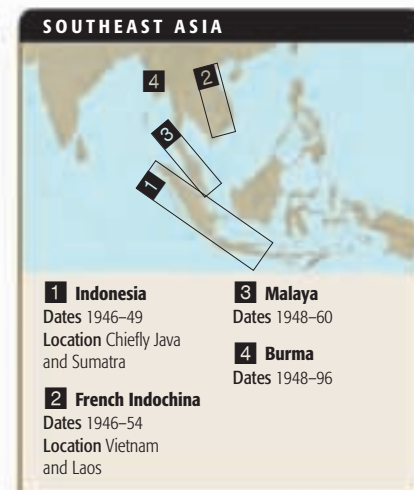 SOUTHEAST ASIA
4
2
3
1
1 Indonesia
Dates 1946–49
Location Chiefly Java
and Sumatra
2 French Indochina
Dates 1946–54
Location Vietnam
and Laos
3 Malaya
Dates 1948–60
4 Burma
Dates 1948–96